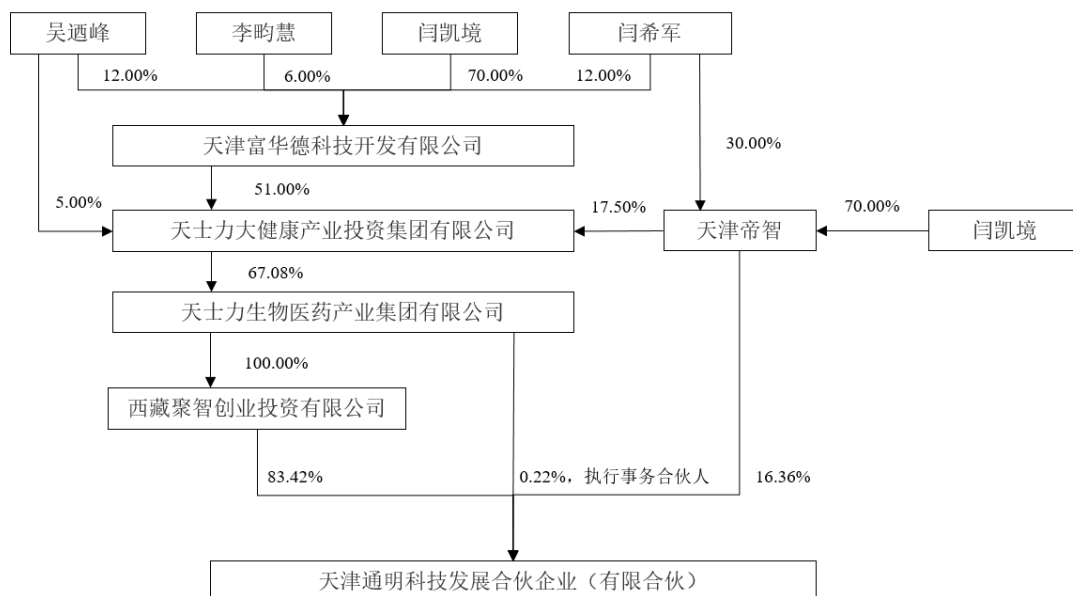 吴迺峰
李畇慧
闫凯境
闫希军
12.00%
6.00%
70.00%
12.00%
天津富华德科技开发有限公司
30.00%
51.00%
5.00%
17.50%
70.00%
天士力大健康产业投资集团有限公司
天津帝智
闫凯境
67.08%
天士力生物医药产业集团有限公司
100.00%
西藏聚智创业投资有限公司
83.42%
0.22%，执行事务合伙人
16.36%
天津通明科技发展合伙企业（有限合伙）